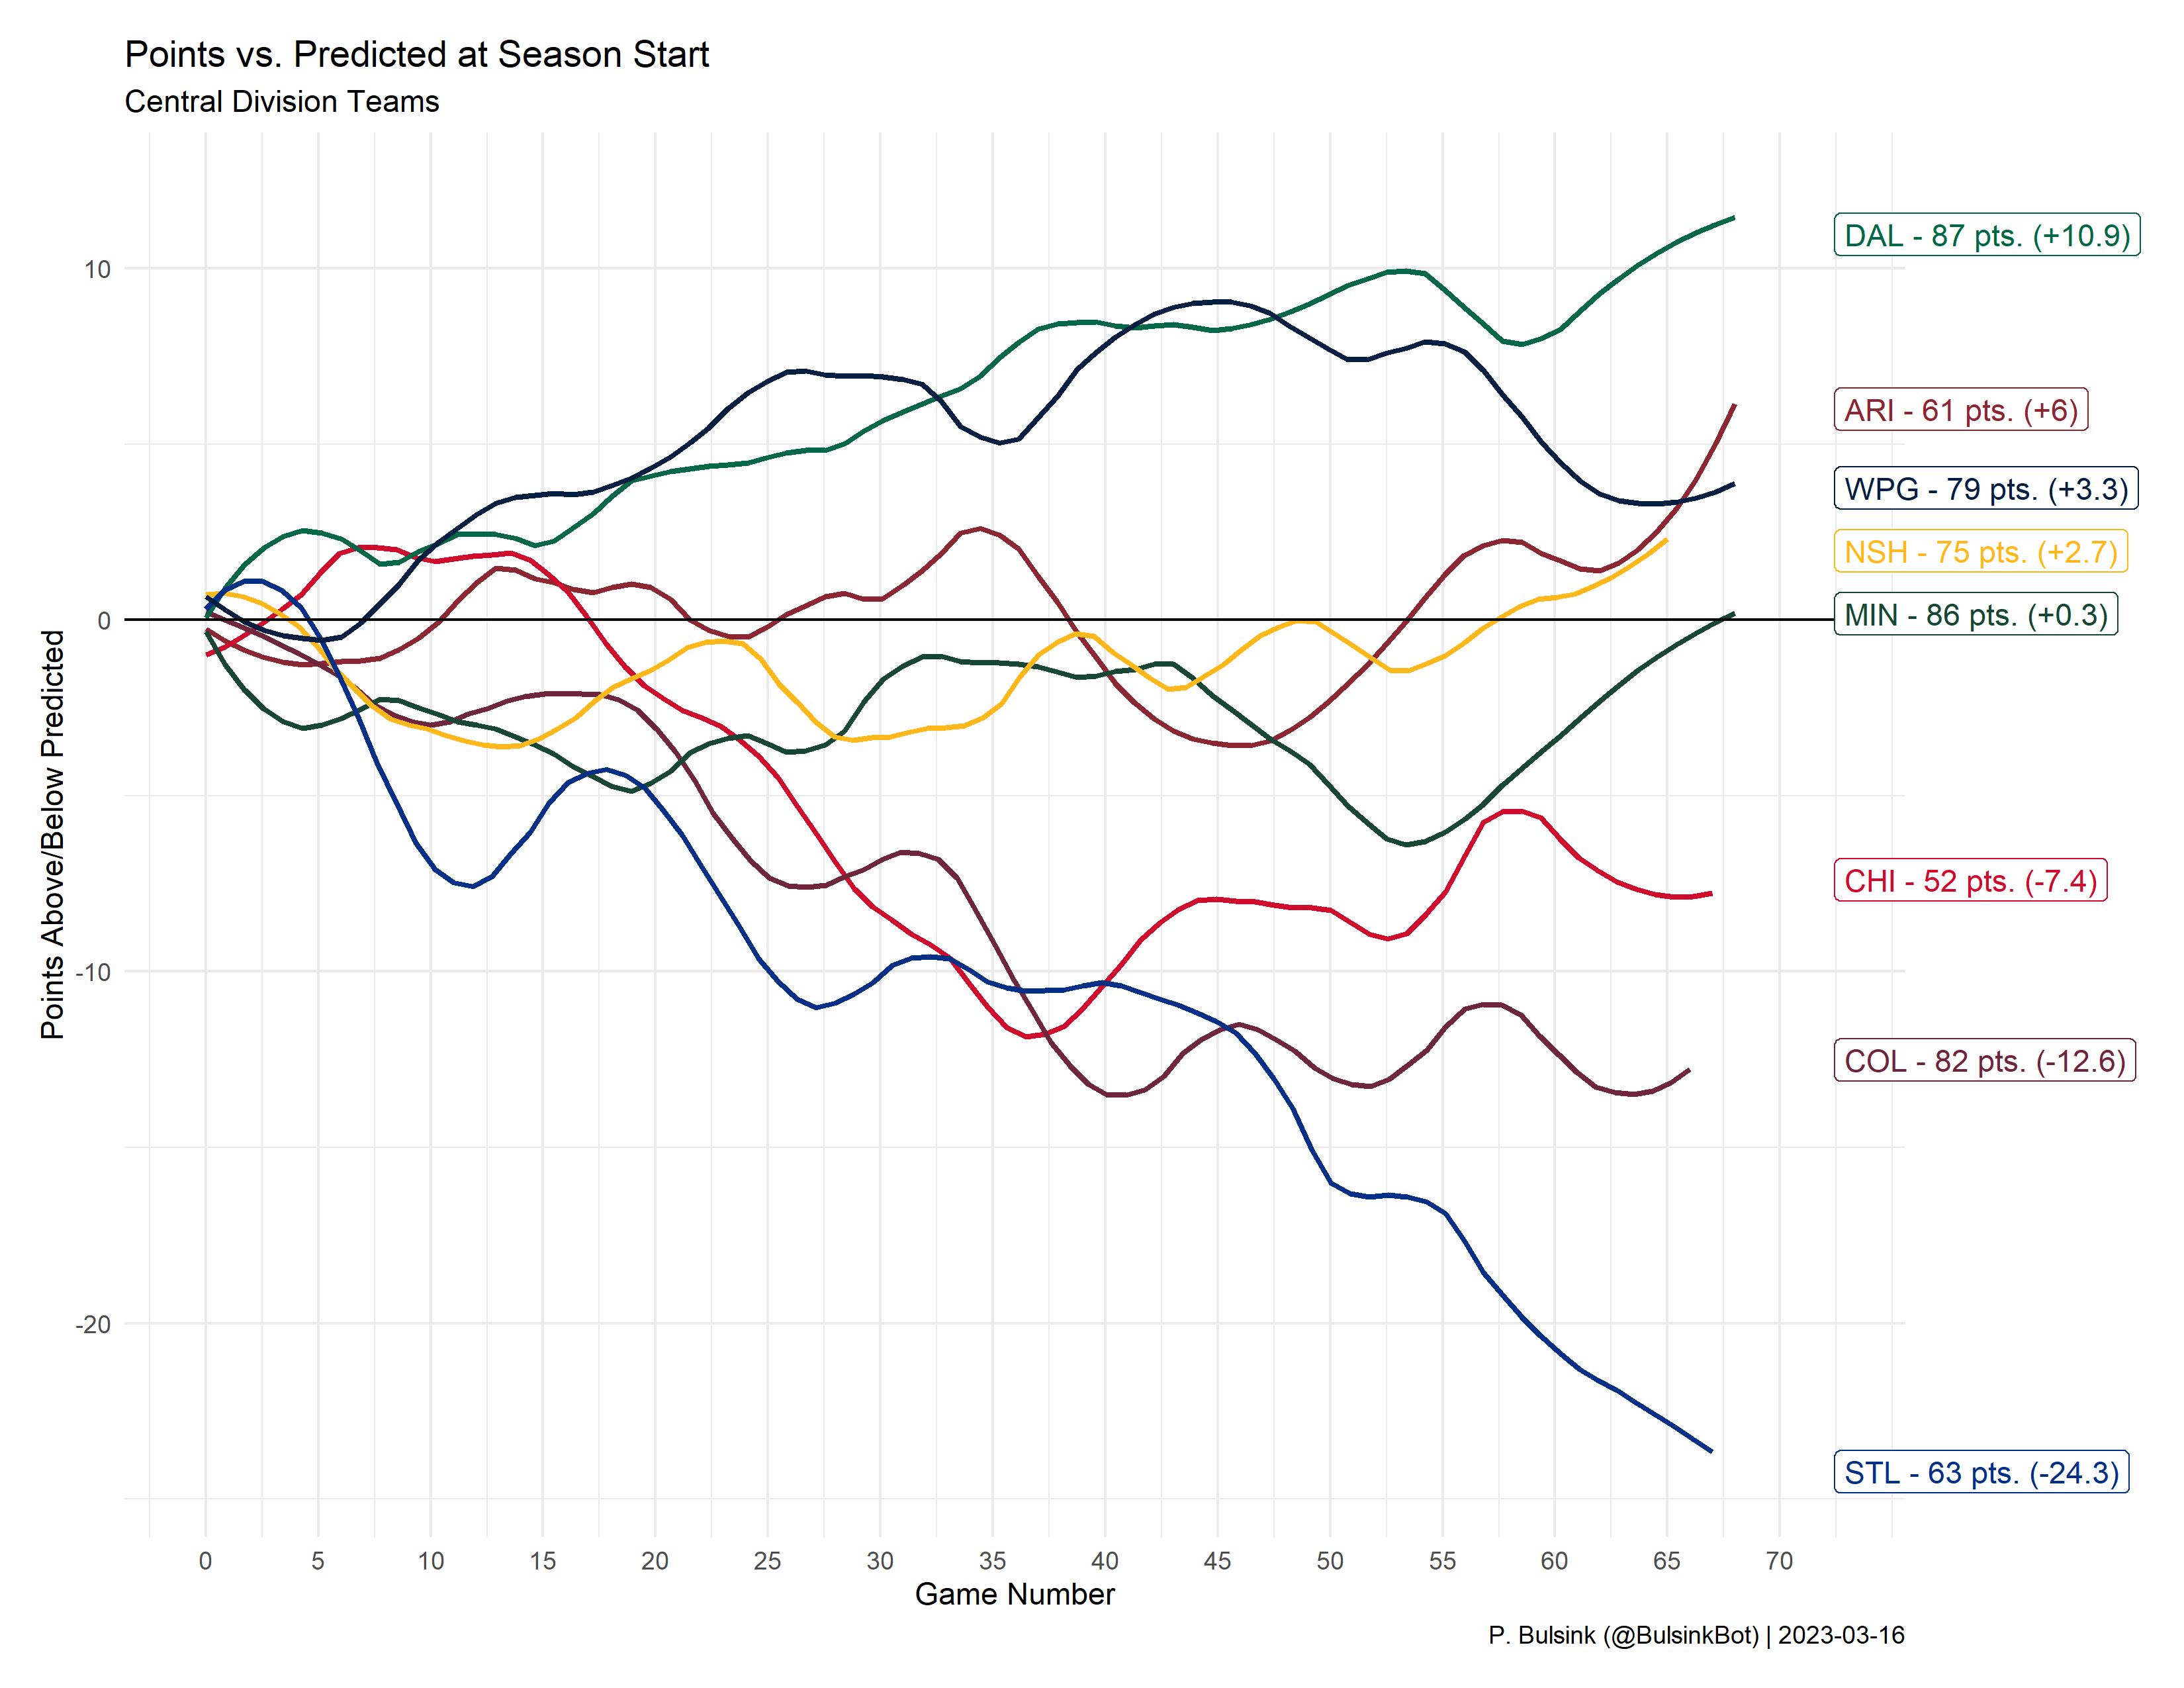 Points vs. Predicted at Season Start
Central Division Teams
Points Above/Below Predicted
10
0
-10
-20
DAL - 87 pts. (+10.9)
ARI - 61 pts. (+6)
WPG - 79 pts. (+3.3)
NSH - 75 pts. (+2.7)
MIN - 86 pts. (+0.3)
CHI - 52 pts. (-7.4)
COL - 82 pts. (-12.6)
STL - 63 pts. (-24.3)
0 5 10 15 20 25 30 35 40 45 50 55 60 65 70
Game Number
P. Bulsink (@BulsinkBot) | 2023-03-16